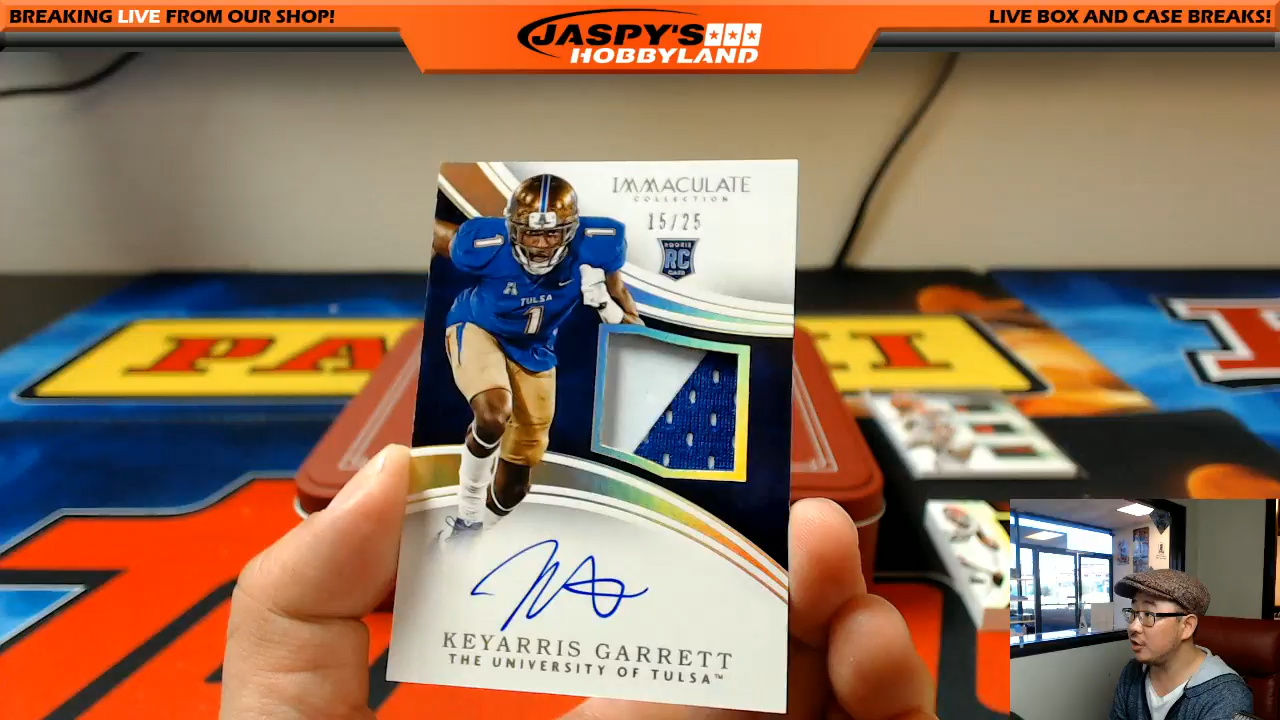 BREAKING LIVE FROM OUR SHOP!
JASPY'S
HOBBYLAND
LIVE BOX AND CASE BREAKS!
IMMACULATE
COLLECTION
15/25
ROOKIE
RC
CARD
1
1
TULSA
1
KEYARRIS GARRETT
THE UNIVERSITY OF TULSA™